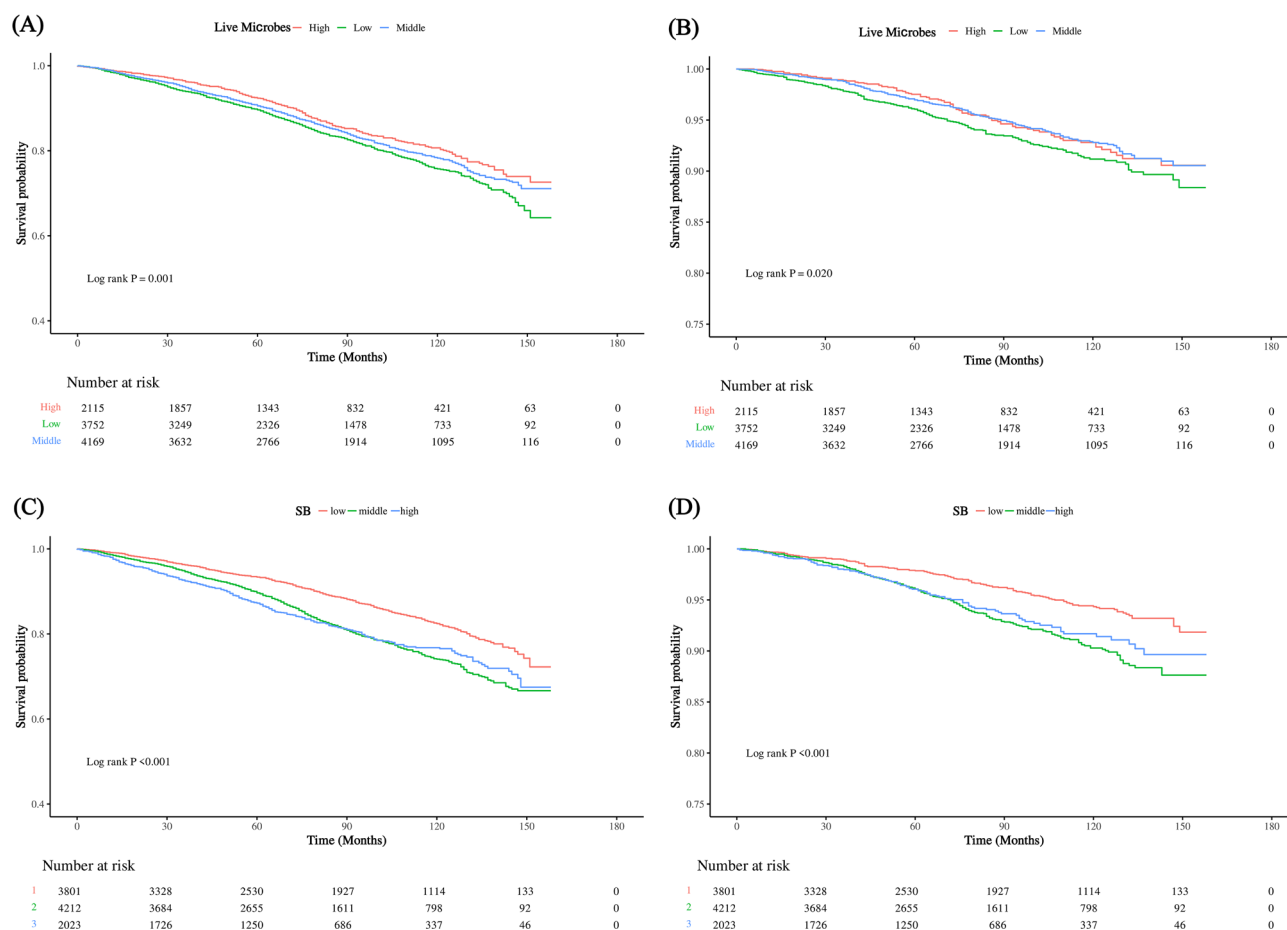 (A)
Live Microbes High Low Middle
1.0
0.8
0.6
0.4
Survival probability
Log rank P = 0.001
0 30 60 90 120 150 180
Time (Months)
Number at risk
High 2115 1857 1343 832 421 63 0
Low 3752 3249 2326 1478 733 92 0
Middle 4169 3632 2766 1914 1095 116 0
(B)
Live Microbes High Low Middle
1.00
0.95
0.90
0.85
0.80
0.75
Survival probability
Log rank P = 0.020
0 30 60 90 120 150 180
Time (Months)
Number at risk
High 2115 1857 1343 832 421 63 0
Low 3752 3249 2326 1478 733 92 0
Middle 4169 3632 2766 1914 1095 116 0
(C)
SB low middle high
1.0
0.8
0.6
0.4
Survival probability
Log rank P <0.001
0 30 60 90 120 150 180
Time (Months)
Number at risk
1 3801 3328 2530 1927 1114 133 0
2 4212 3684 2655 1611 798 92 0
3 2023 1726 1250 686 337 46 0
(D)
SB low middle high
1.00
0.95
0.90
0.85
0.80
0.75
Survival probability
Log rank P <0.001
0 30 60 90 120 150 180
Time (Months)
Number at risk
1 3801 3328 2530 1927 1114 133 0
2 4212 3684 2655 1611 798 92 0
3 2023 1726 1250 686 337 46 0